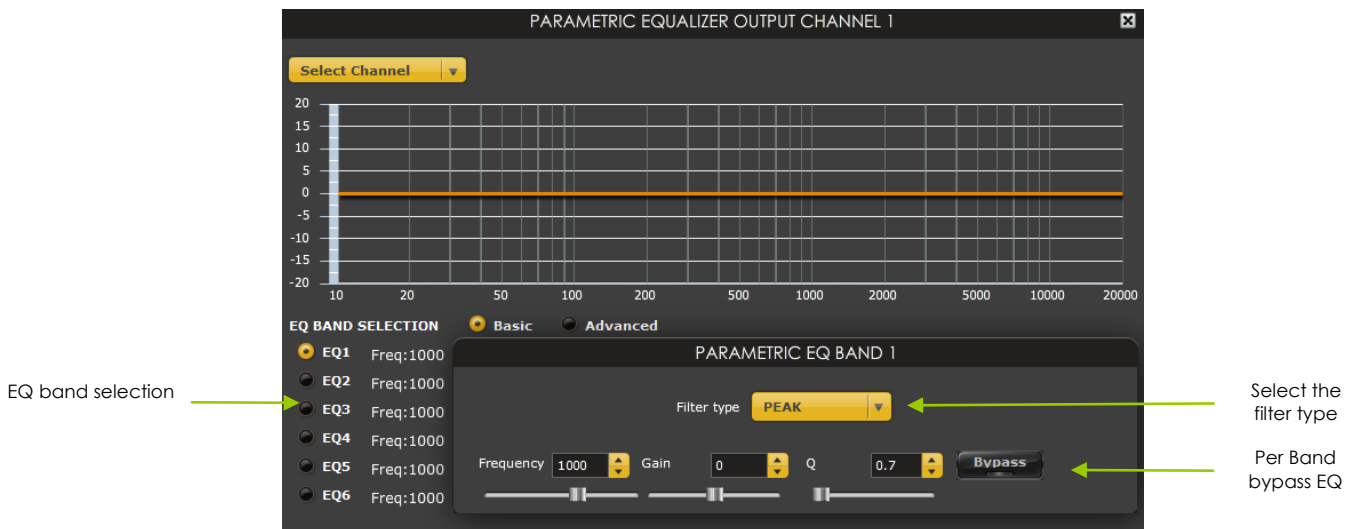 PARAMETRIC EQUALIZER OUTPUT CHANNEL 1
Select Channel
20
15
10
5
0
-5
-10
-15
-20
10 20 50 100 200 500 1000 2000 5000 10000 20000
EQ BAND SELECTION Basic Advanced
EQ1 Freq:1000
EQ2 Freq:1000
EQ3 Freq:1000
EQ4 Freq:1000
EQ5 Freq:1000
EQ6 Freq:1000
PARAMETRIC EQ BAND 1
Filter type PEAK
Frequency 1000 Gain 0 Q 0.7 Bypass
EQ band selection
Select the
filter type
Per Band
bypass EQ